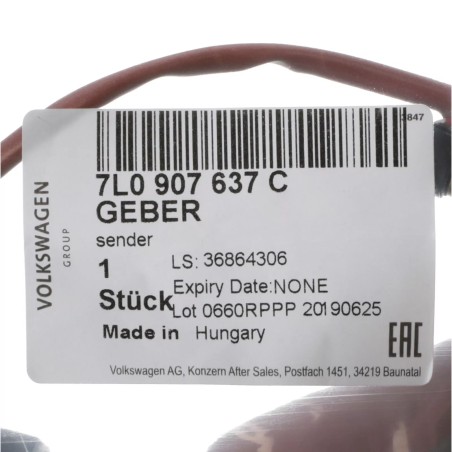 3847
7L0 907 637 C
GEBER
sender
VOLKSWAGEN
GROUP
1
Stück
LS: 36864306
Expiry Date:NONE
Lot 0660RPPP 20190625
Made in Hungary
EAC
Volkswagen AG, Konzern After Sales, Postfach 1451, 34219 Baunatal